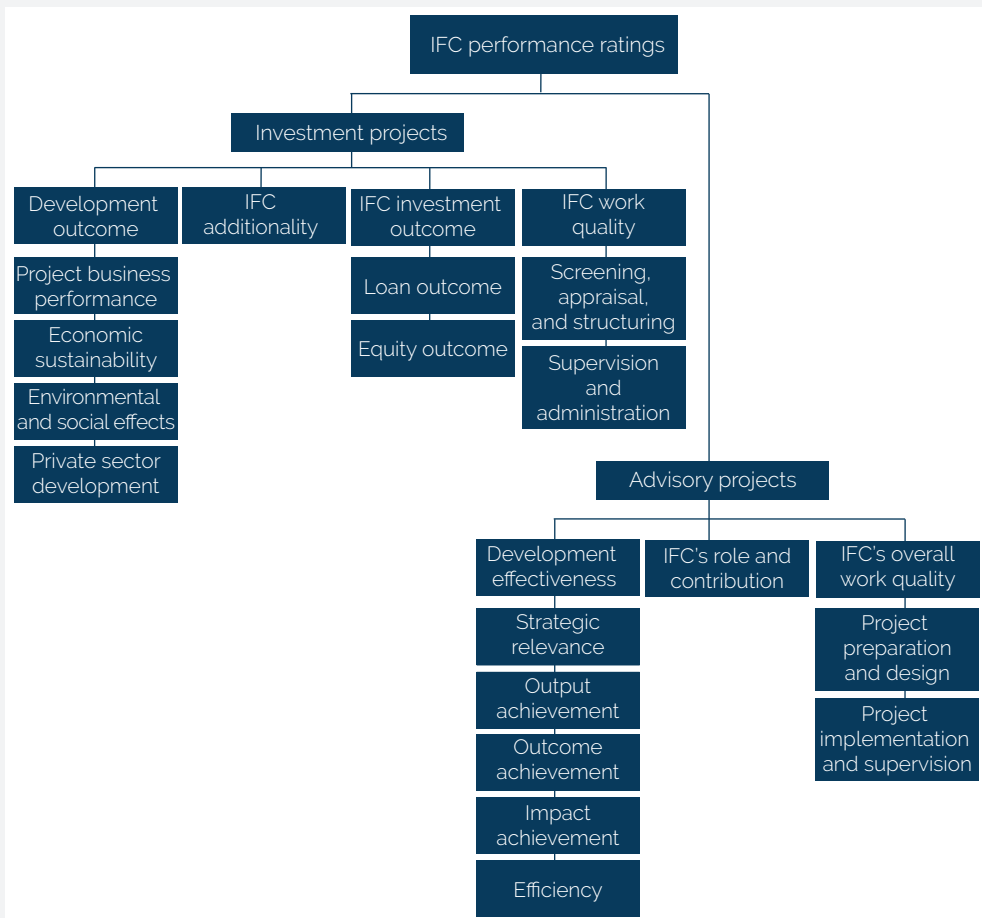 IFC performance ratings
Investment projects
Development
outcome
IFC
additionality
IFC investment
outcome
IFC work
quality
Project business
performance
Economic
sustainability
Environmental
and social effects
Private sector
development
Loan outcome
Equity outcome
Screening,
appraisal,
and structuring
Supervision
and
administration
Advisory projects
Development
effectiveness
IFC's role and
contribution
IFC's overall
work quality
Strategic
relevance
Output
achievement
Outcome
achievement
Impact
achievement
Efficiency
Project
preparation
and design
Project
implementation
and supervision